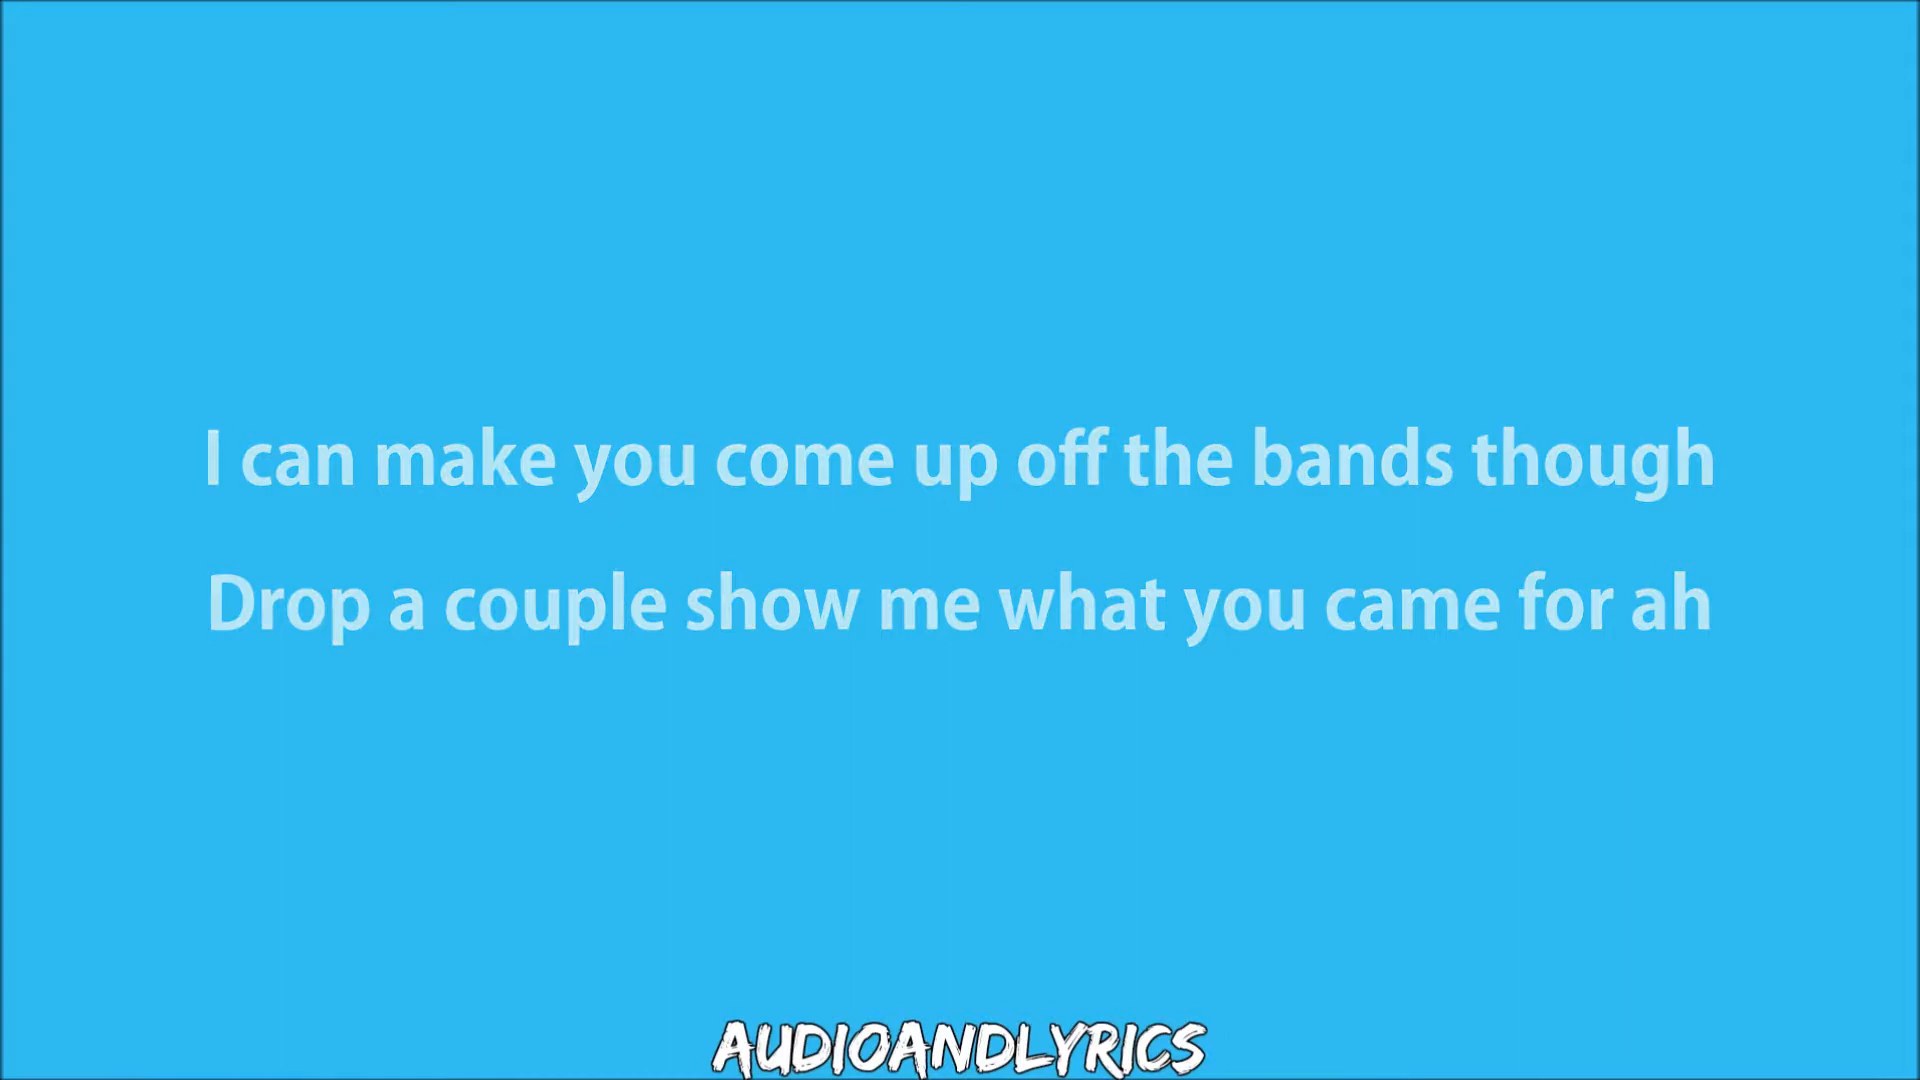 I can make you come up off the bands though
Drop a couple show me what you came for ah
AUDIOANDLYRICS